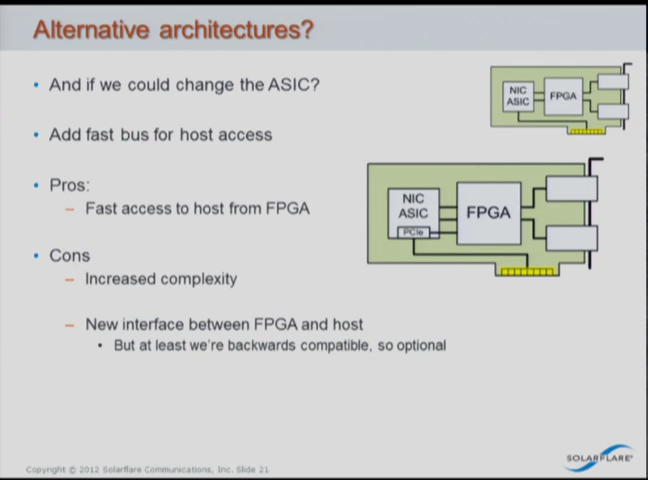 Alternative architectures?
• And if we could change the ASIC?
• Add fast bus for host access
• Pros:
– Fast access to host from FPGA
• Cons
– Increased complexity
– New interface between FPGA and host
• But at least we're backwards compatible, so optional
NIC
ASIC
FPGA
NIC
ASIC
FPGA
PCIe
Copyright © 2012 Solarflare Communications, Inc. Slide 21
SOLARFLARE®